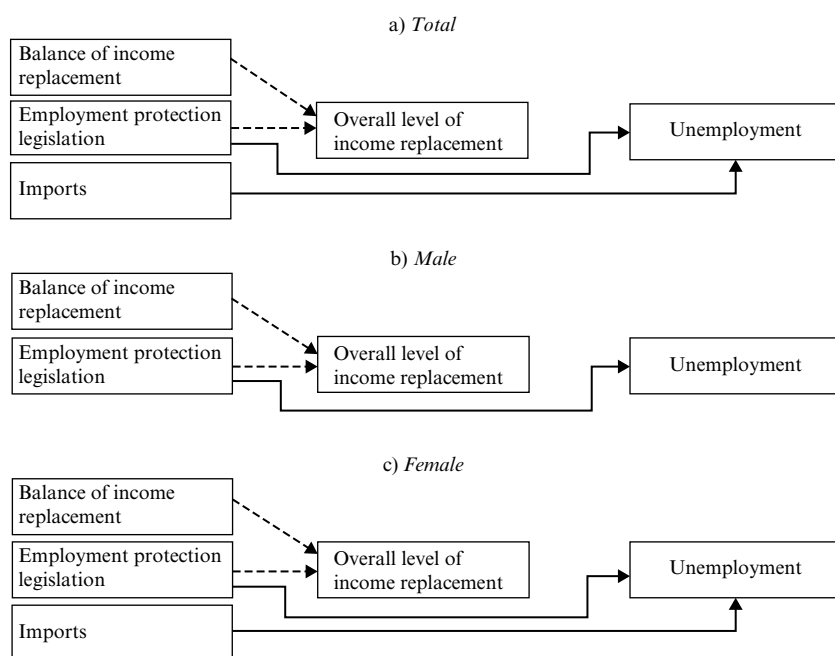 a) Total
Balance of income
replacement
Employment protection
legislation
Overall level of
income replacement
Unemployment
Imports
b) Male
Balance of income
replacement
Employment protection
legislation
Overall level of
income replacement
Unemployment
c) Female
Balance of income
replacement
Employment protection
legislation
Overall level of
income replacement
Unemployment
Imports